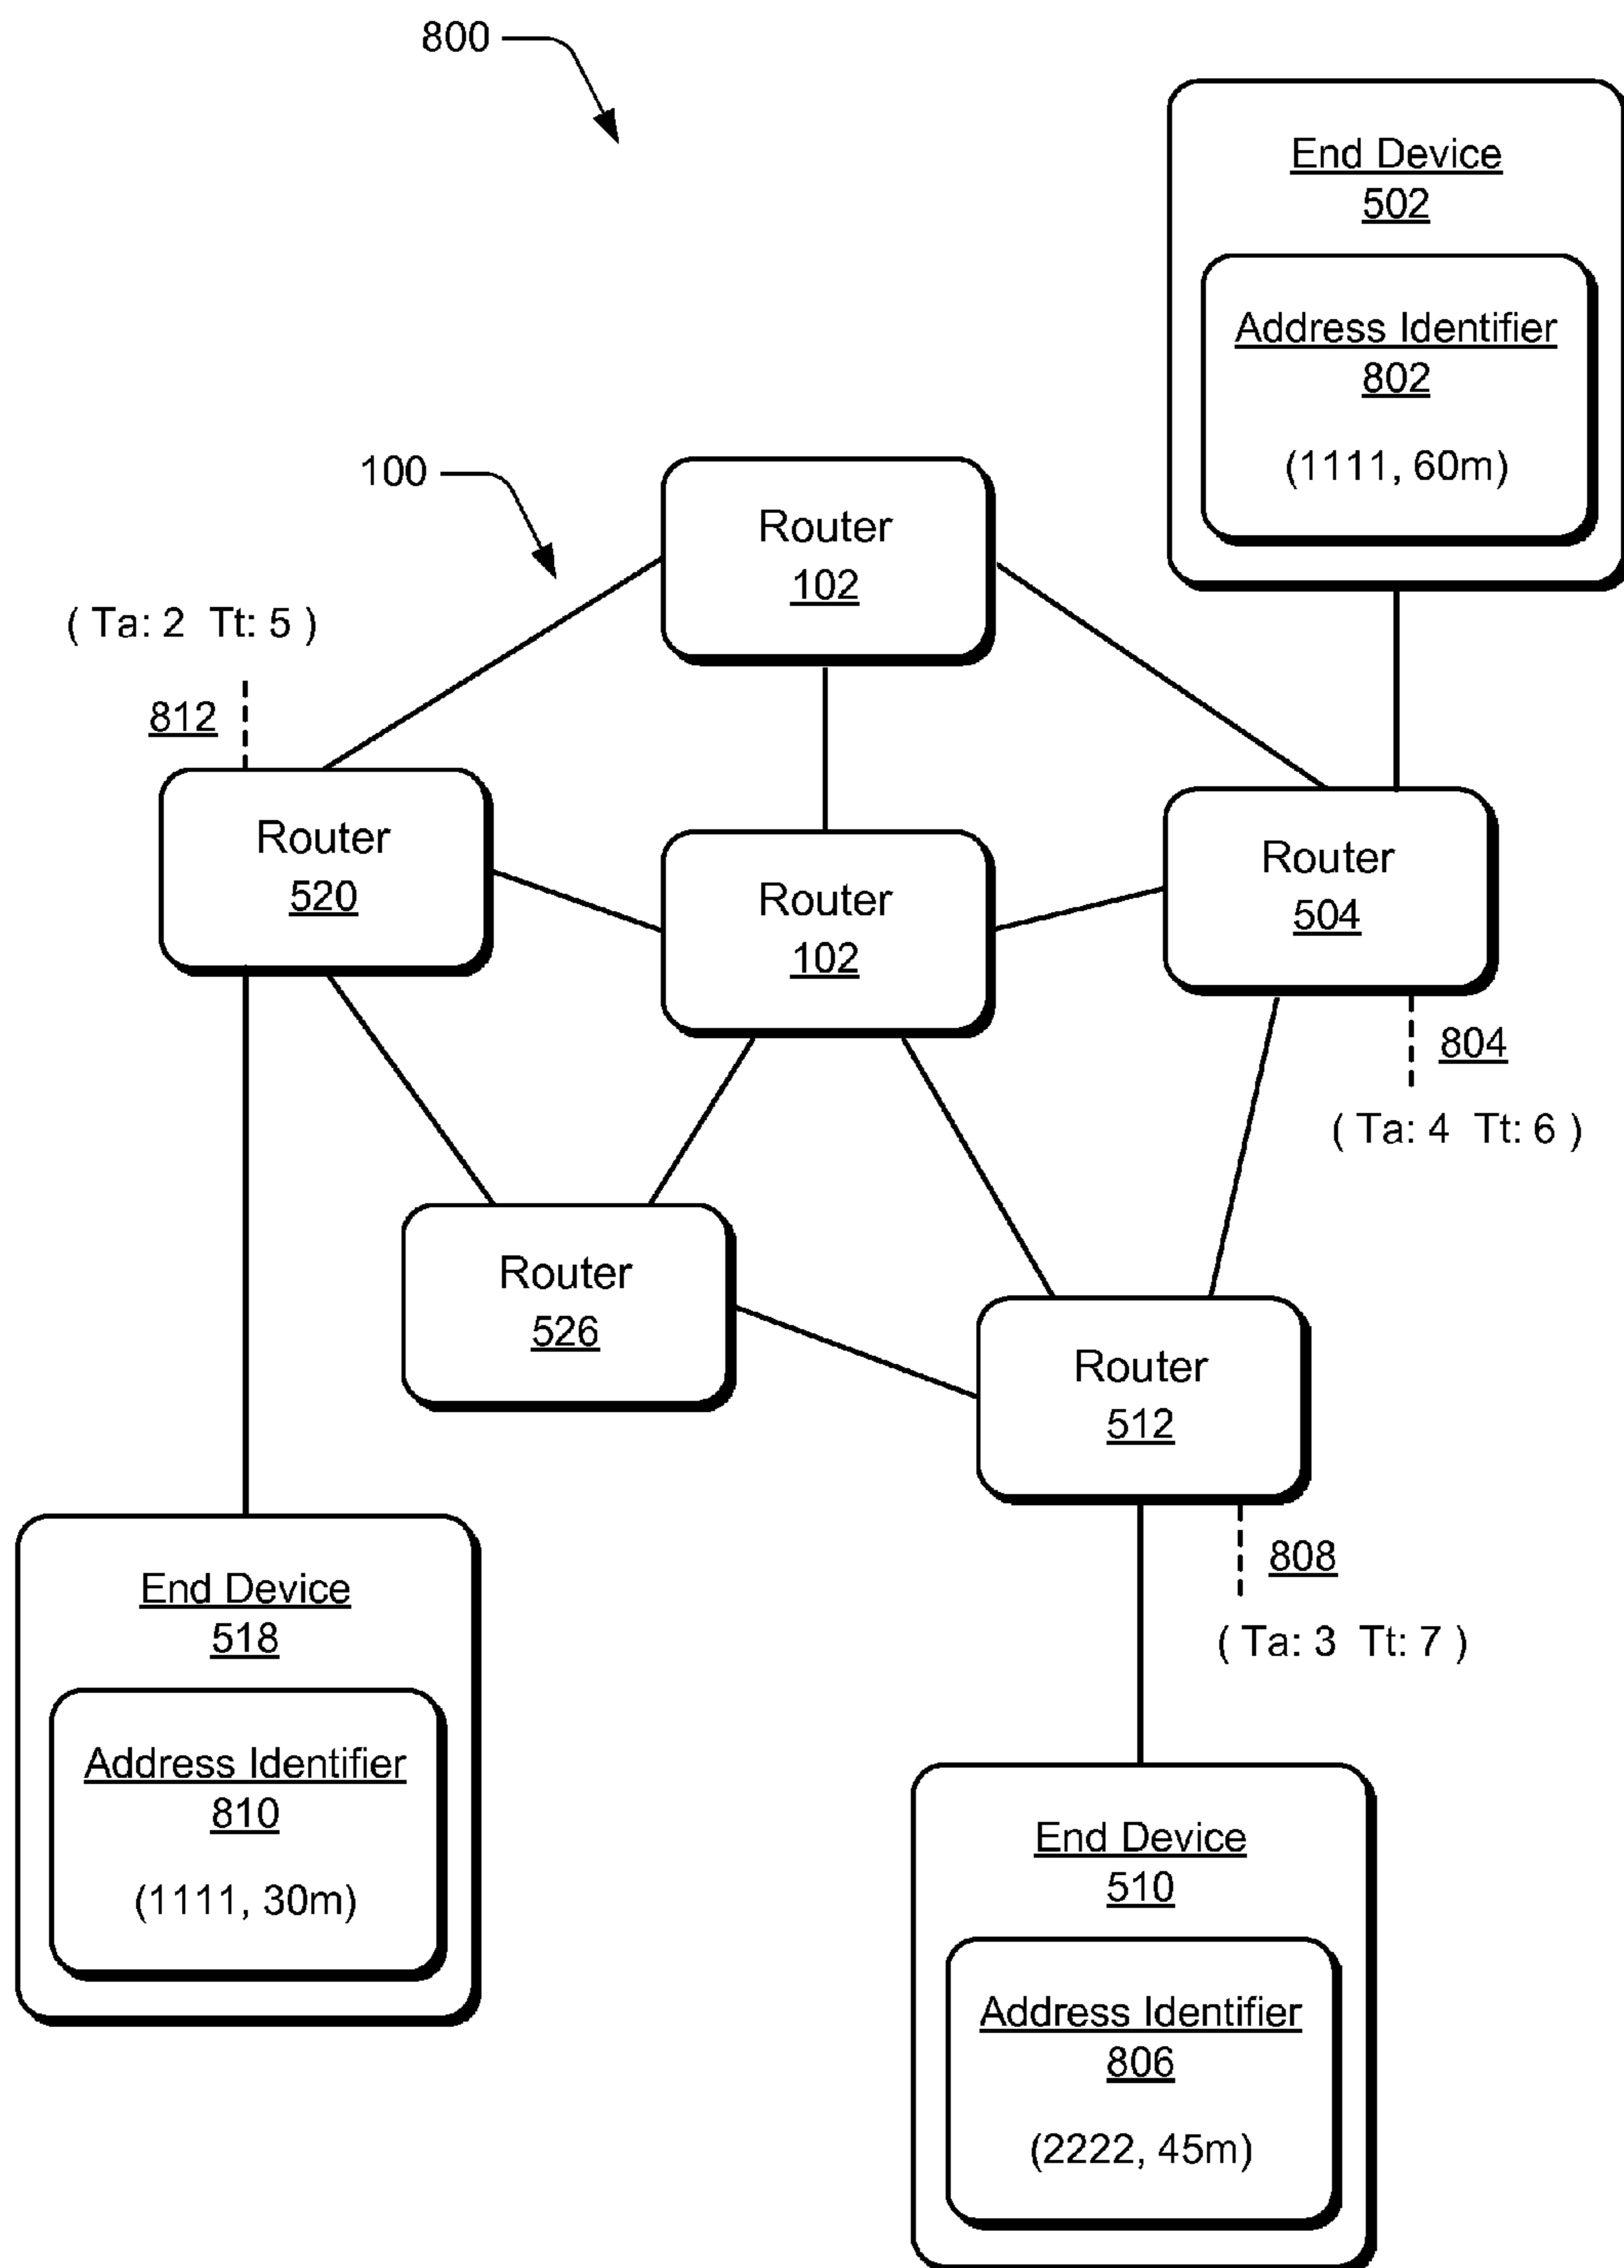 800
End Device
502
Address Identifier
802
(1111, 60m)
100
Router
102
( Ta: 2 Tt: 5 )
812
Router
520
Router
102
Router
504
804
( Ta: 4 Tt: 6 )
Router
526
Router
512
808
( Ta: 3 Tt: 7 )
End Device
518
Address Identifier
810
(1111, 30m)
End Device
510
Address Identifier
806
(2222, 45m)